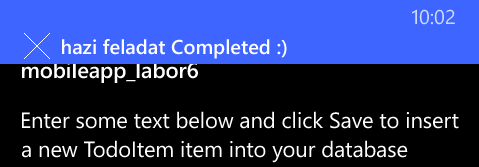 10:02
hazi feladat Completed :)
mobileapp_labor6
Enter some text below and click Save to insert
a new TodoItem item into your database